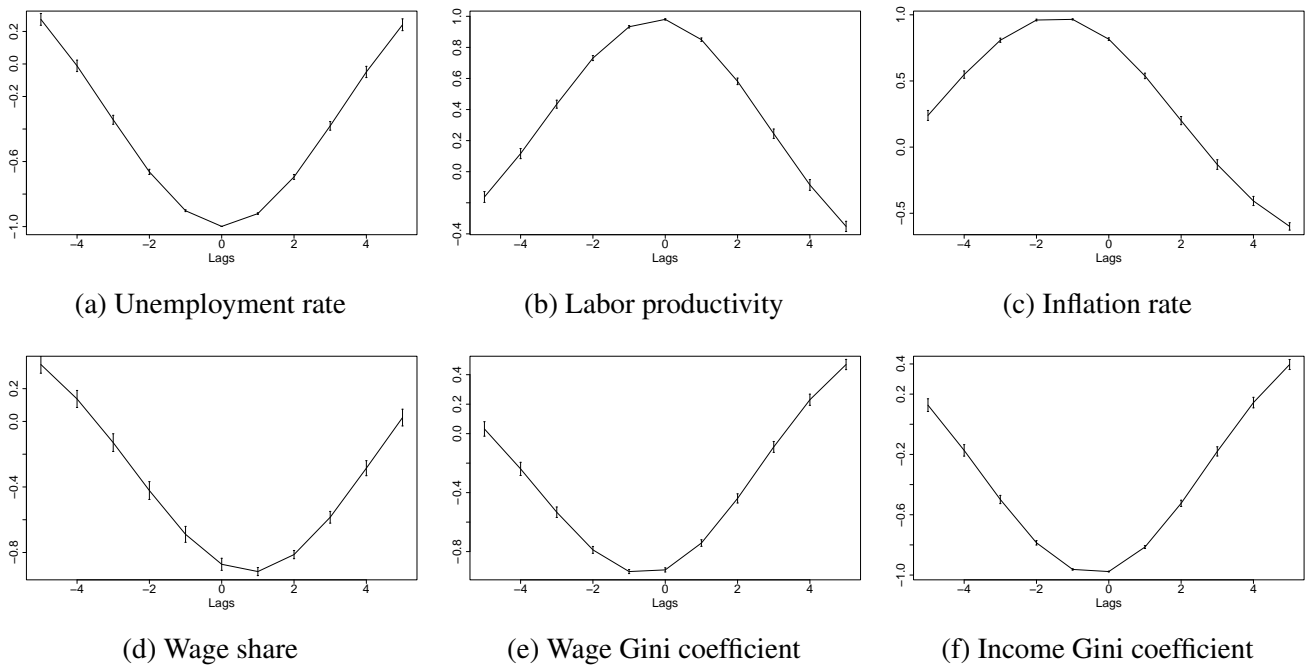 0.2
0.0
−0.2
−0.6
−1.0
−4 −2 0 2 4
Lags
(a) Unemployment rate
1.0
0.8
0.6
0.4
0.2
0.0
−0.4
−4 −2 0 2 4
Lags
(b) Labor productivity
1.0
0.5
0.0
−0.5
−4 −2 0 2 4
Lags
(c) Inflation rate
0.2
0.0
−0.4
−0.8
−4 −2 0 2 4
Lags
(d) Wage share
0.4
0.2
0.0
−0.4
−0.8
−4 −2 0 2 4
Lags
(e) Wage Gini coefficient
0.4
0.2
−0.2
−0.6
−1.0
−4 −2 0 2 4
Lags
(f) Income Gini coefficient